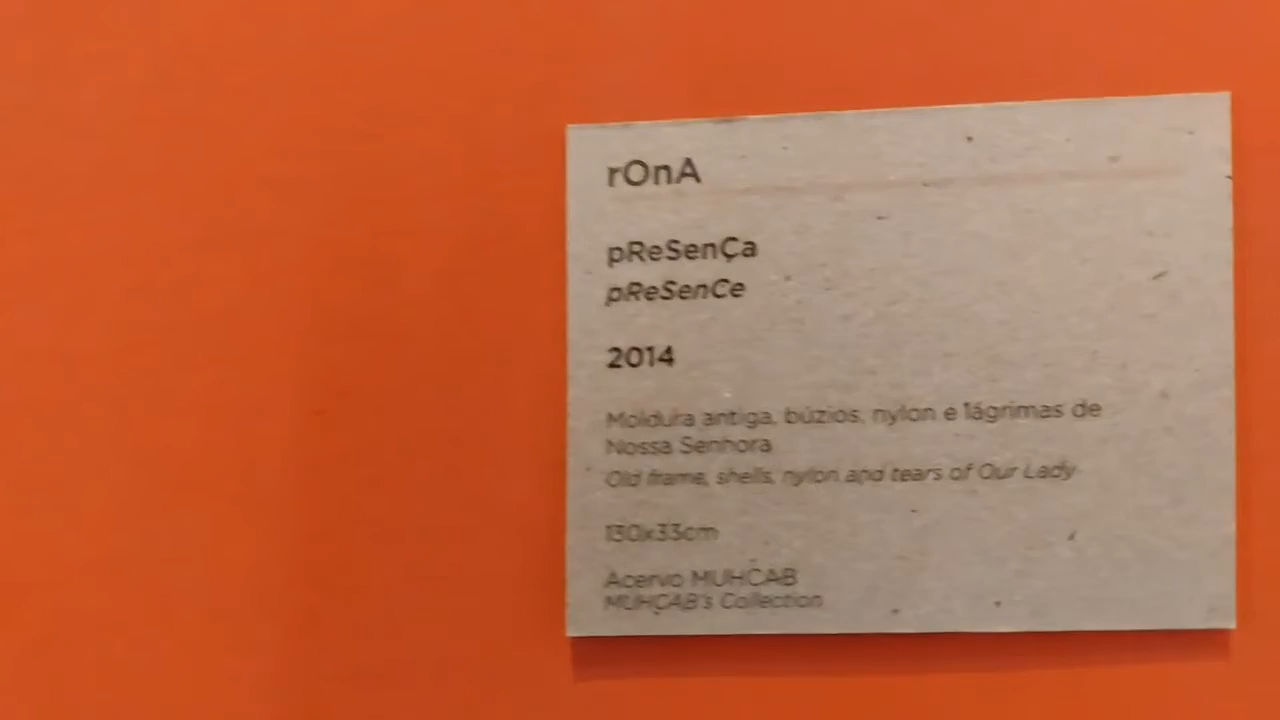 rOnA
pReSenÇa
pReSenCe
2014
Moldura antiga, búzios, nylon e lágrimas de
Nossa Senhora
Old frame, shells, nylon and tears of Our Lady
130x33cm
Acervo MUHCAB
MUHCAB's Collection